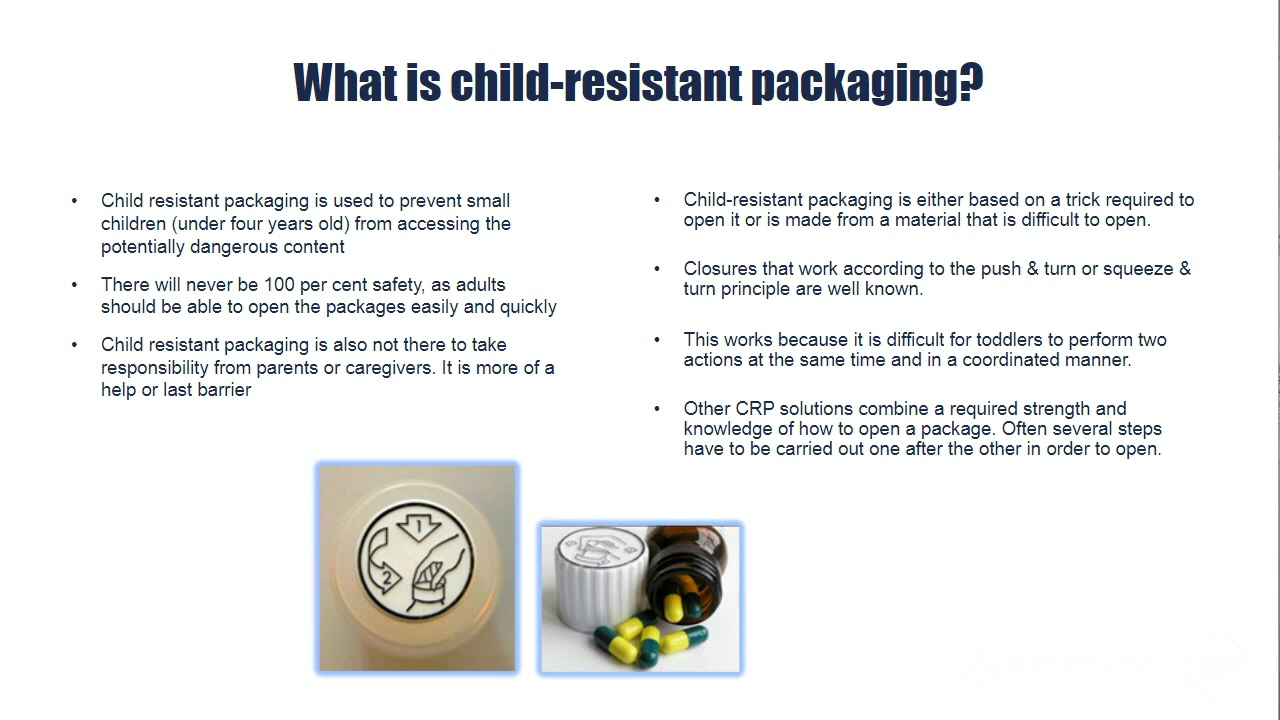 What is child-resistant packaging?
• Child resistant packaging is used to prevent small
children (under four years old) from accessing the
potentially dangerous content
• There will never be 100 per cent safety, as adults
should be able to open the packages easily and quickly
• Child resistant packaging is also not there to take
responsibility from parents or caregivers. It is more of a
help or last barrier
• Child-resistant packaging is either based on a trick required to
open it or is made from a material that is difficult to open.
• Closures that work according to the push & turn or squeeze &
turn principle are well known.
• This works because it is difficult for toddlers to perform two
actions at the same time and in a coordinated manner.
• Other CRP solutions combine a required strength and
knowledge of how to open a package. Often several steps
have to be carried out one after the other in order to open.
1
2